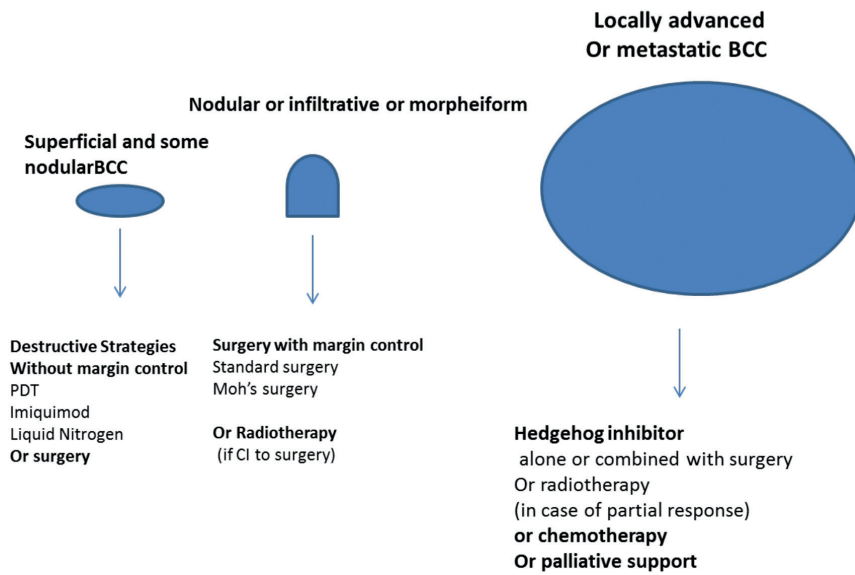 Superficial and some
nodularBCC
Destructive Strategies
Without margin control
PDT
Imiquimod
Liquid Nitrogen
Or surgery
Nodular or infiltrative or morpheiform
Surgery with margin control
Standard surgery
Moh's surgery
Or Radiotherapy
(if CI to surgery)
Locally advanced
Or metastatic BCC
Hedgehog inhibitor
alone or combined with surgery
Or radiotherapy
(in case of partial response)
or chemotherapy
Or palliative support